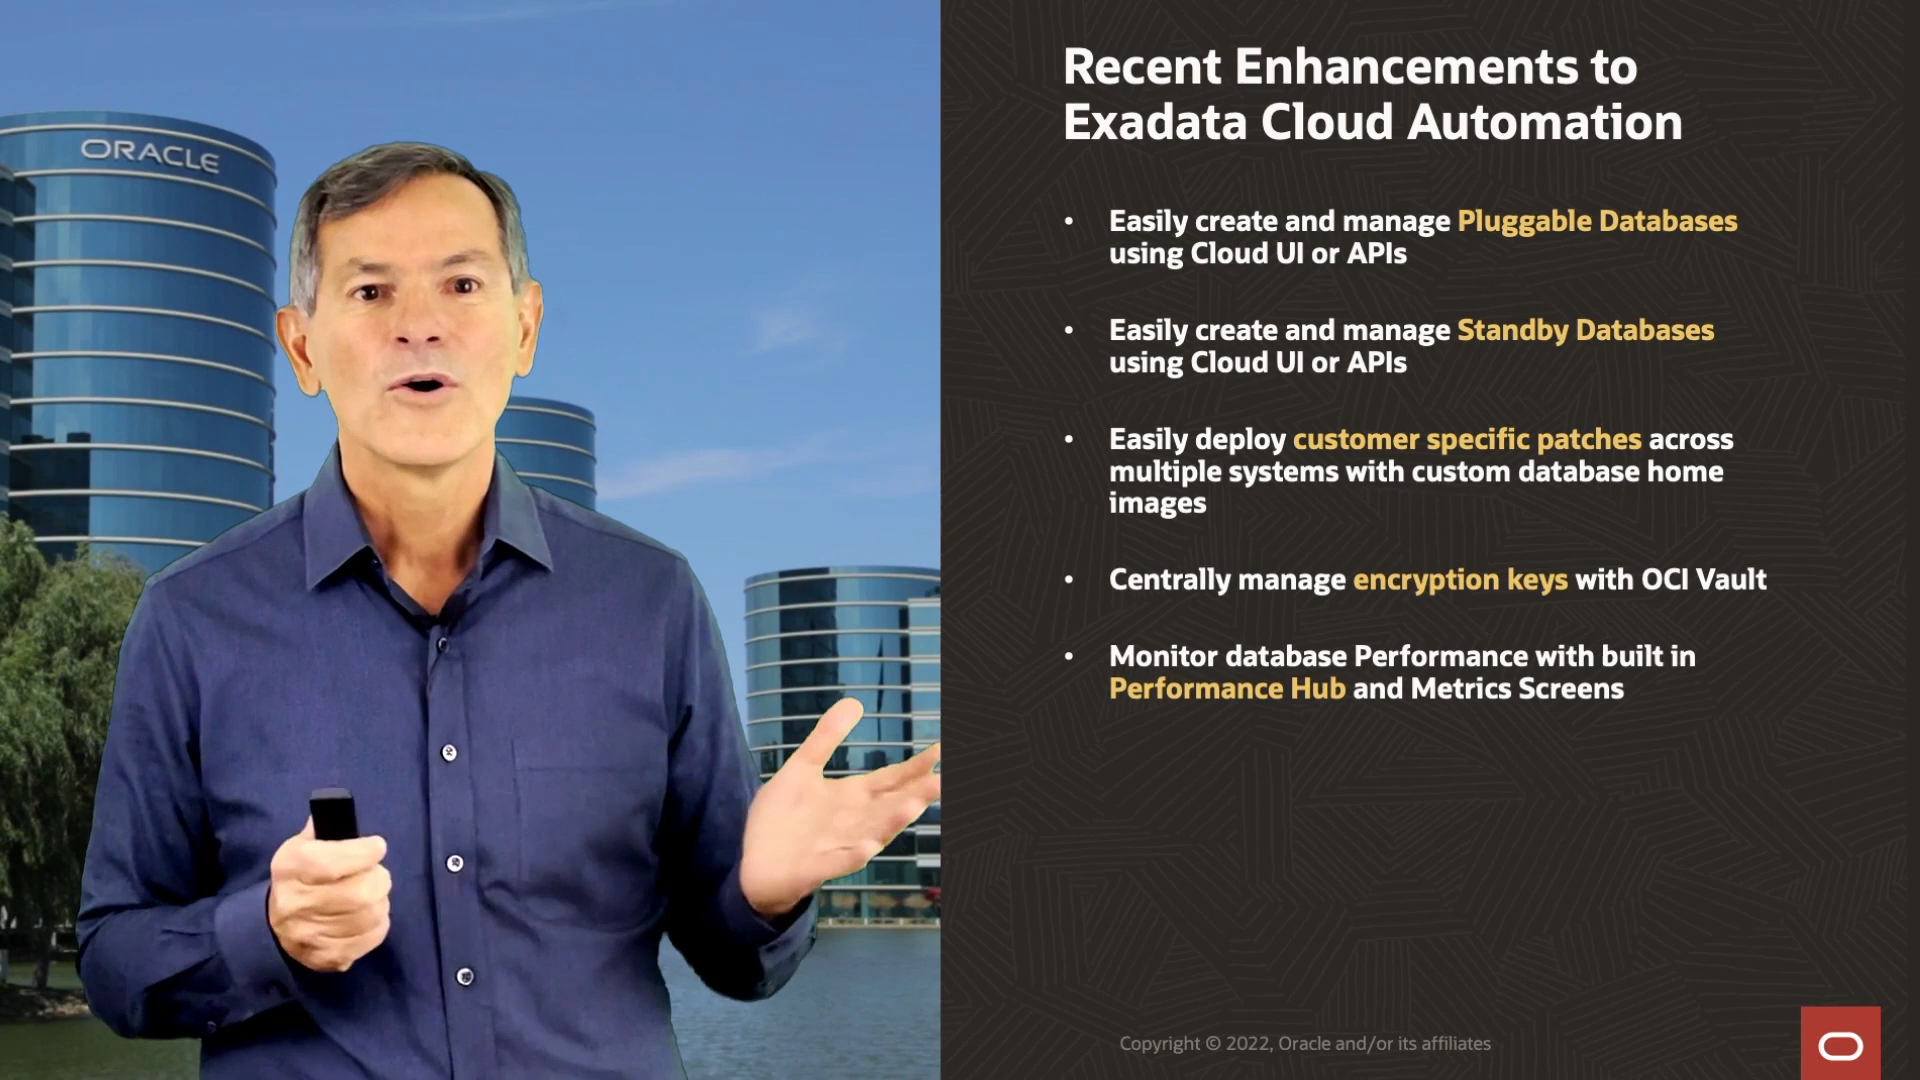 ORACLE
Recent Enhancements to
Exadata Cloud Automation
• Easily create and manage Pluggable Databases
using Cloud UI or APIs
• Easily create and manage Standby Databases
using Cloud UI or APIs
• Easily deploy customer specific patches across
multiple systems with custom database home
images
• Centrally manage encryption keys with OCI Vault
• Monitor database Performance with built in
Performance Hub and Metrics Screens
Copyright © 2022, Oracle and/or its affiliates